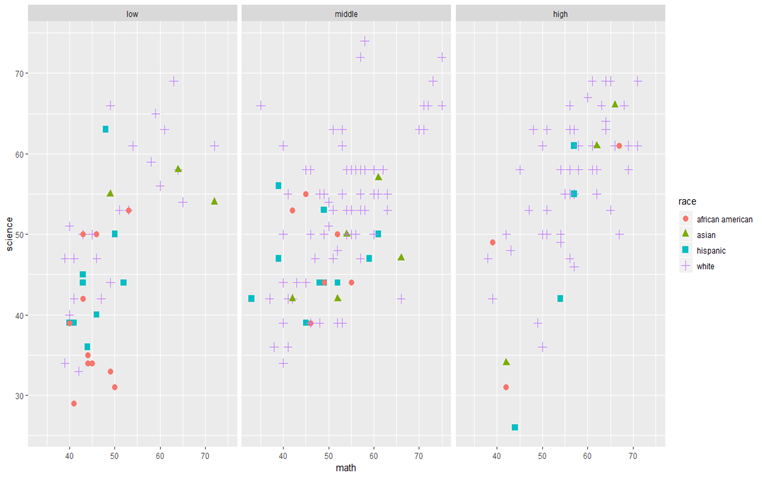 low
middle
high
science
70
60
50
40
30
40 50 60 70
40 50 60 70
40 50 60 70
math
race
african american
asian
hispanic
white